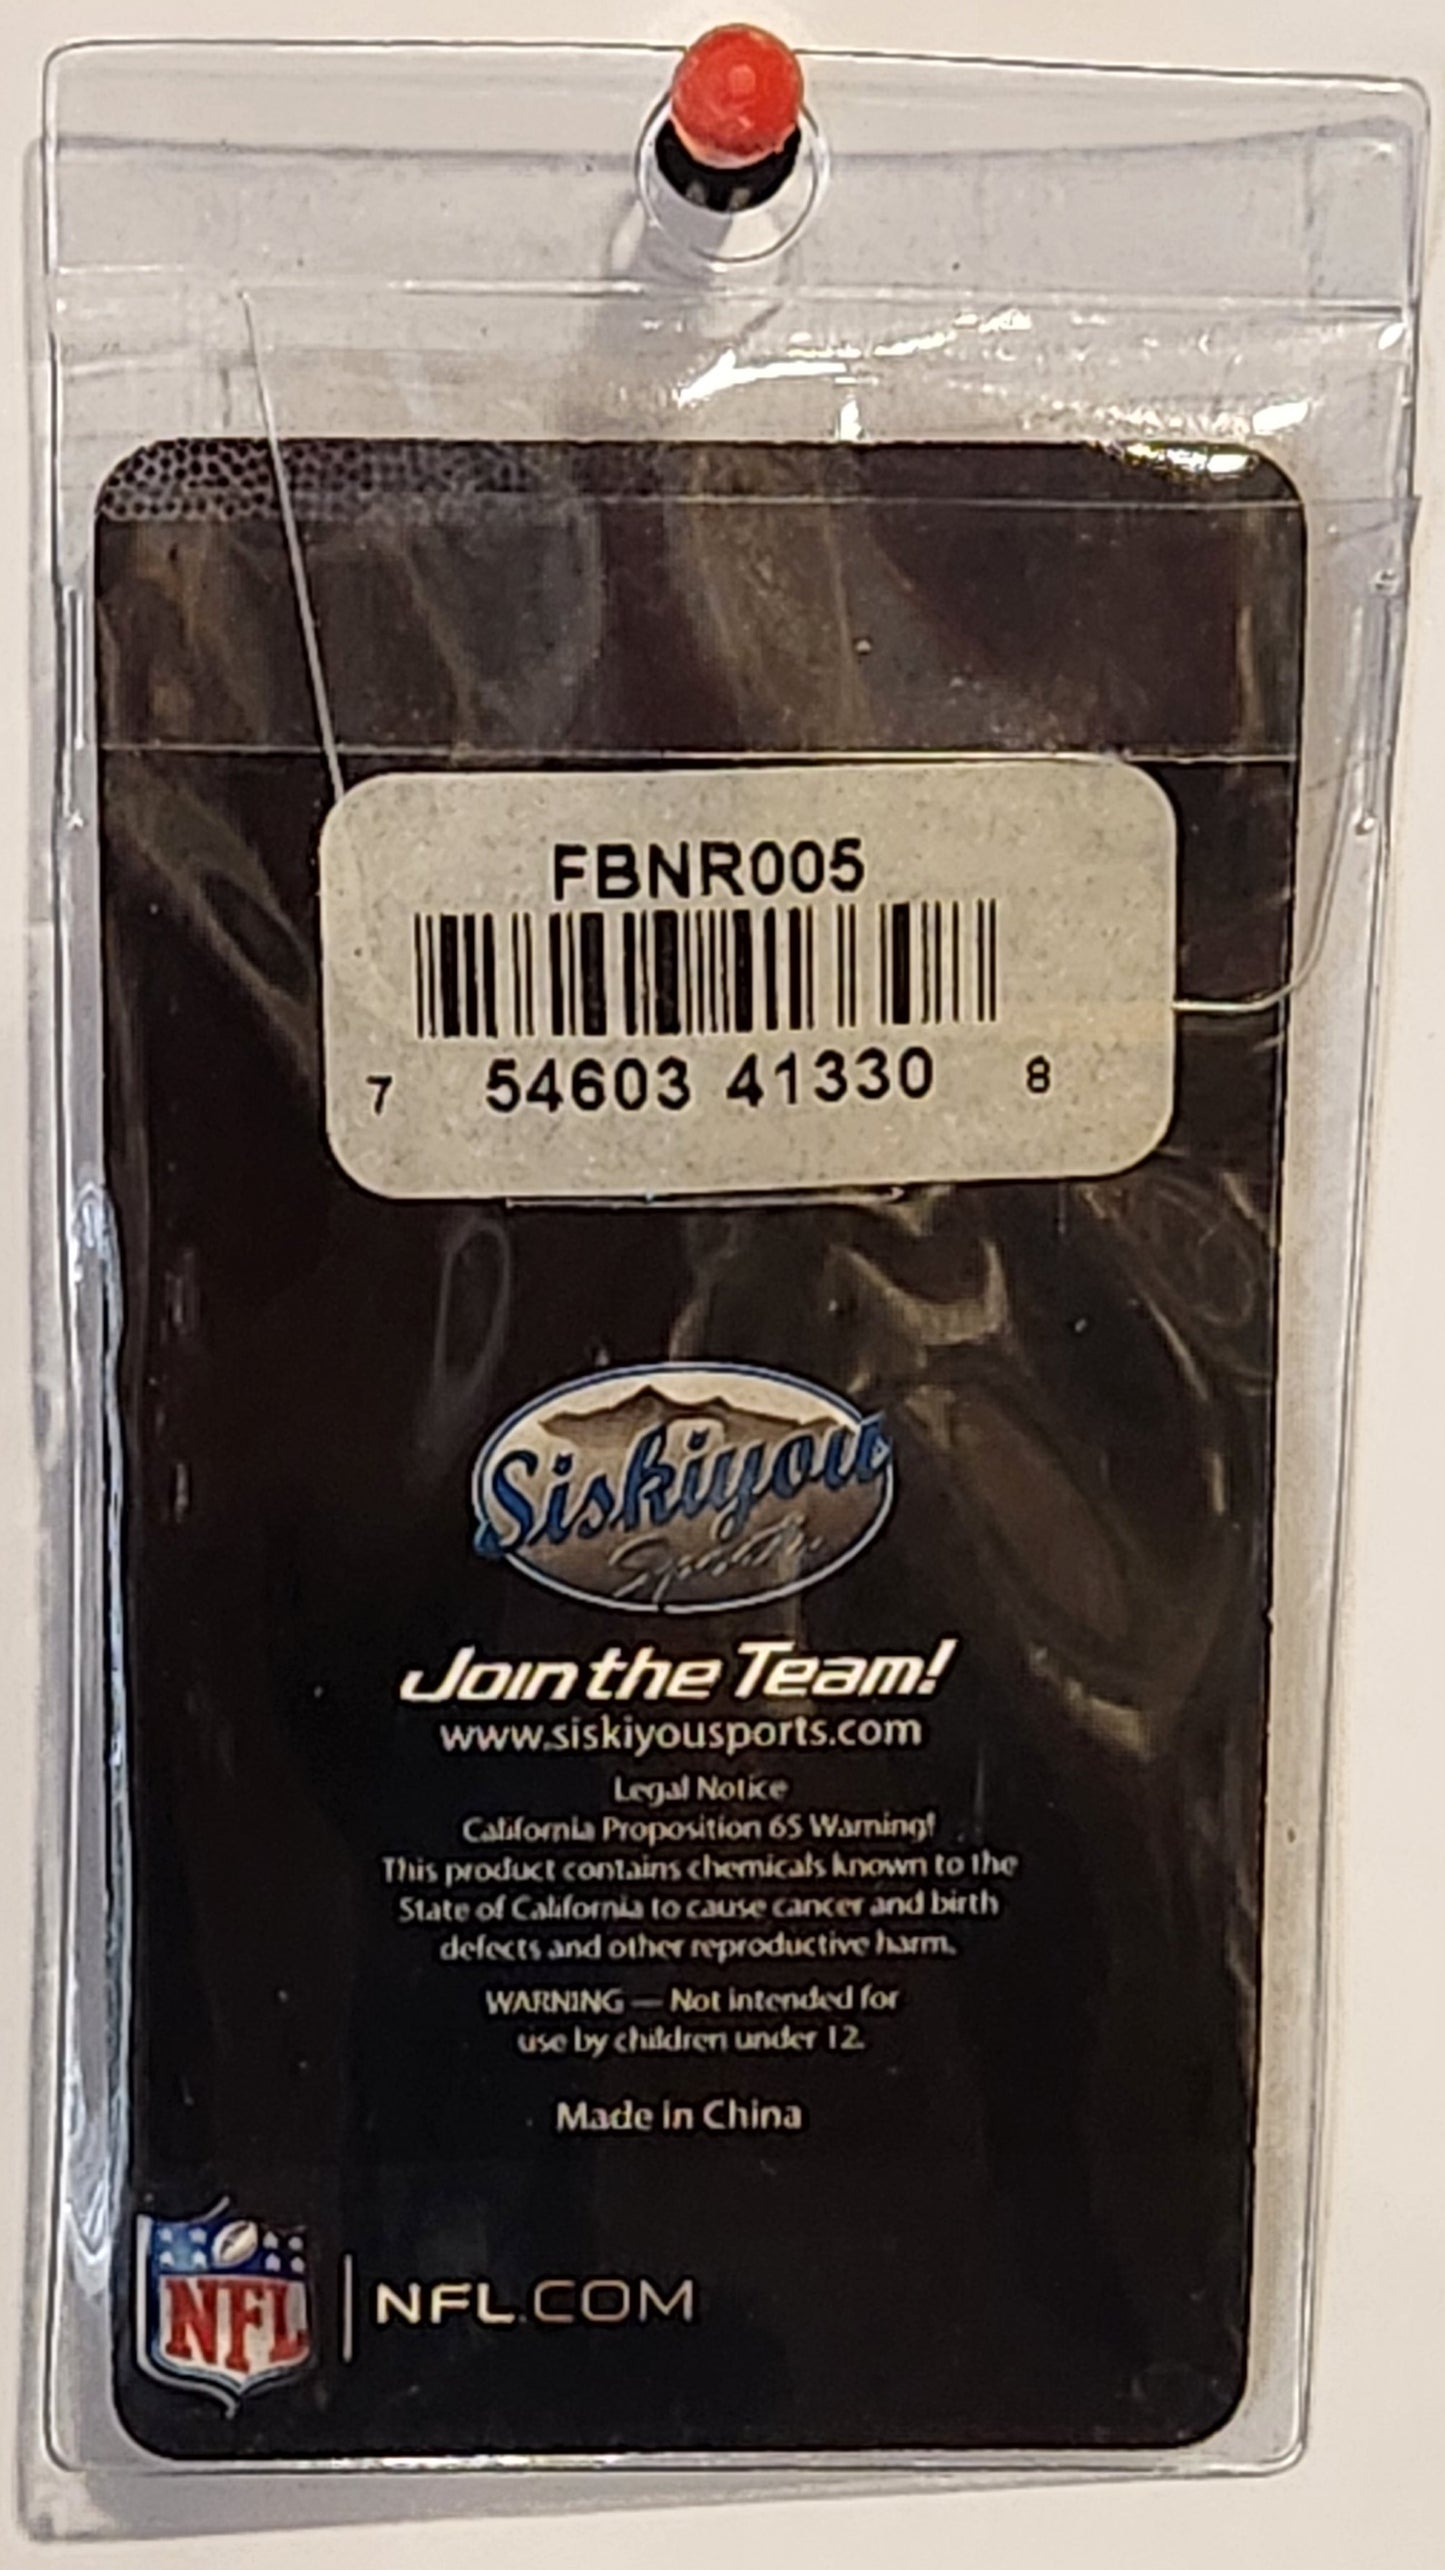 FBNR005
7 54603 41330 8
Siskiyou
Sports
Join the Team!
www.siskiyousports.com
Legal Notice
California Proposition 65 Warning!
This product contains chemicals known to the
State of California to cause cancer and birth
defects and other reproductive harm.
WARNING — Not intended for
use by children under 12.
Made in China
NFL
NFL.COM